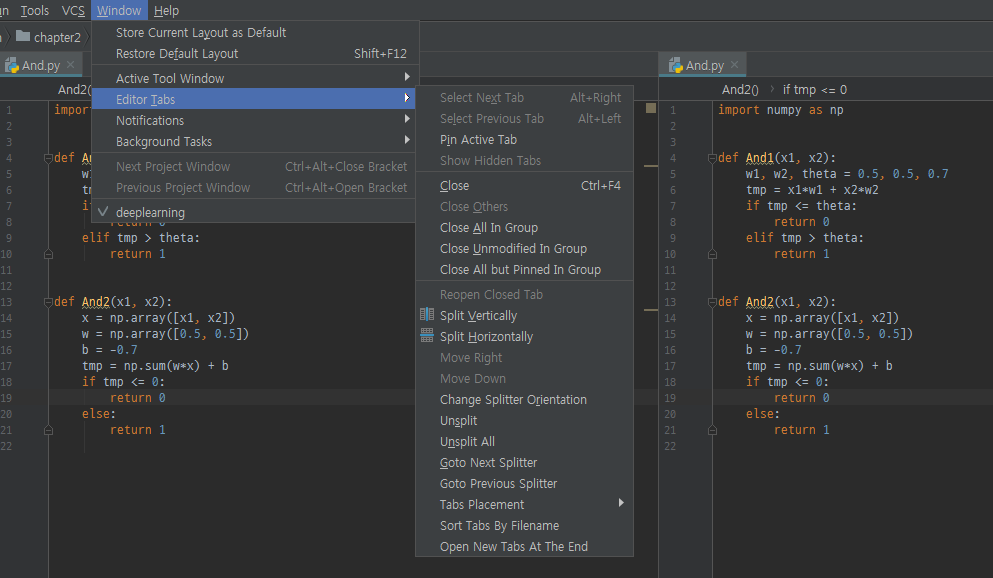 n Tools VCS Window Help
chapter2
And.py
And2()
Store Current Layout as Default
Restore Default Layout Shift+F12
Active Tool Window
Editor Tabs
Notifications
Background Tasks
Next Project Window Ctrl+Alt+Close Bracket
Previous Project Window Ctrl+Alt+Open Bracket
deeplearning
Select Next Tab Alt+Right
Select Previous Tab Alt+Left
Pin Active Tab
Show Hidden Tabs
Close Ctrl+F4
Close Others
Close All In Group
Close Unmodified In Group
Close All but Pinned In Group
Reopen Closed Tab
Split Vertically
Split Horizontally
Move Right
Move Down
Change Splitter Orientation
Unsplit
Unsplit All
Goto Next Splitter
Goto Previous Splitter
Tabs Placement
Sort Tabs By Filename
Open New Tabs At The End
1 impor
2
3
4 def A
5 w
6 t
7 i
8 return 0
9 elif tmp > theta:
10 return 1
11
12
13 def And2(x1, x2):
14 x = np.array([x1, x2])
15 w = np.array([0.5, 0.5])
16 b = -0.7
17 tmp = np.sum(w*x) + b
18 if tmp <= 0:
19 return 0
20 else:
21 return 1
22
And.py
And2() if tmp <= 0
1 import numpy as np
2
3
4 def And1(x1, x2):
5 w1, w2, theta = 0.5, 0.5, 0.7
6 tmp = x1*w1 + x2*w2
7 if tmp <= theta:
8 return 0
9 elif tmp > theta:
10 return 1
11
12
13 def And2(x1, x2):
14 x = np.array([x1, x2])
15 w = np.array([0.5, 0.5])
16 b = -0.7
17 tmp = np.sum(w*x) + b
18 if tmp <= 0:
19 return 0
20 else:
21 return 1
22